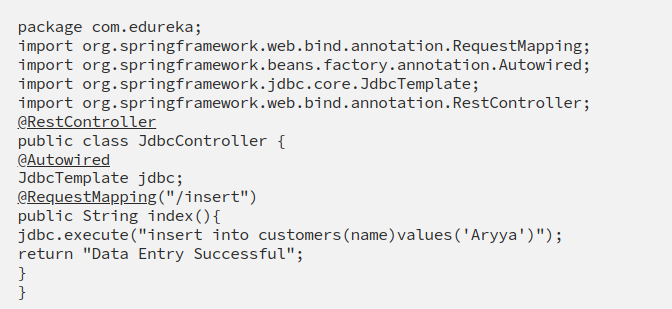 package com.edureka;
import org.springframework.web.bind.annotation.RequestMapping;
import org.springframework.beans.factory.annotation.Autowired;
import org.springframework.jdbc.core.JdbcTemplate;
import org.springframework.web.bind.annotation.RestController;
@RestController
public class JdbcController {
@Autowired
JdbcTemplate jdbc;
@RequestMapping("/insert")
public String index(){
jdbc.execute("insert into customers(name)values('Aryya')");
return "Data Entry Successful";
}
}